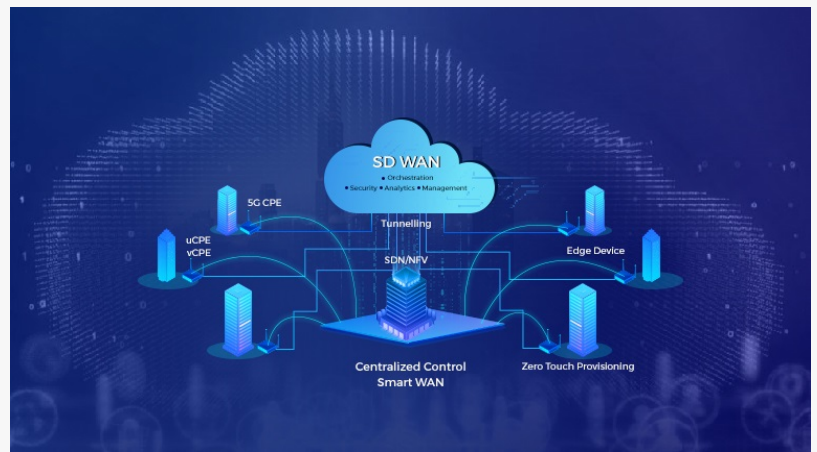 SD WAN
• Orchestration
• Security • Analytics • Management
5G CPE
Tunnelling
uCPE
vCPE
Edge Device
SDN/NFV
Centralized Control
Smart WAN
Zero Touch Provisioning